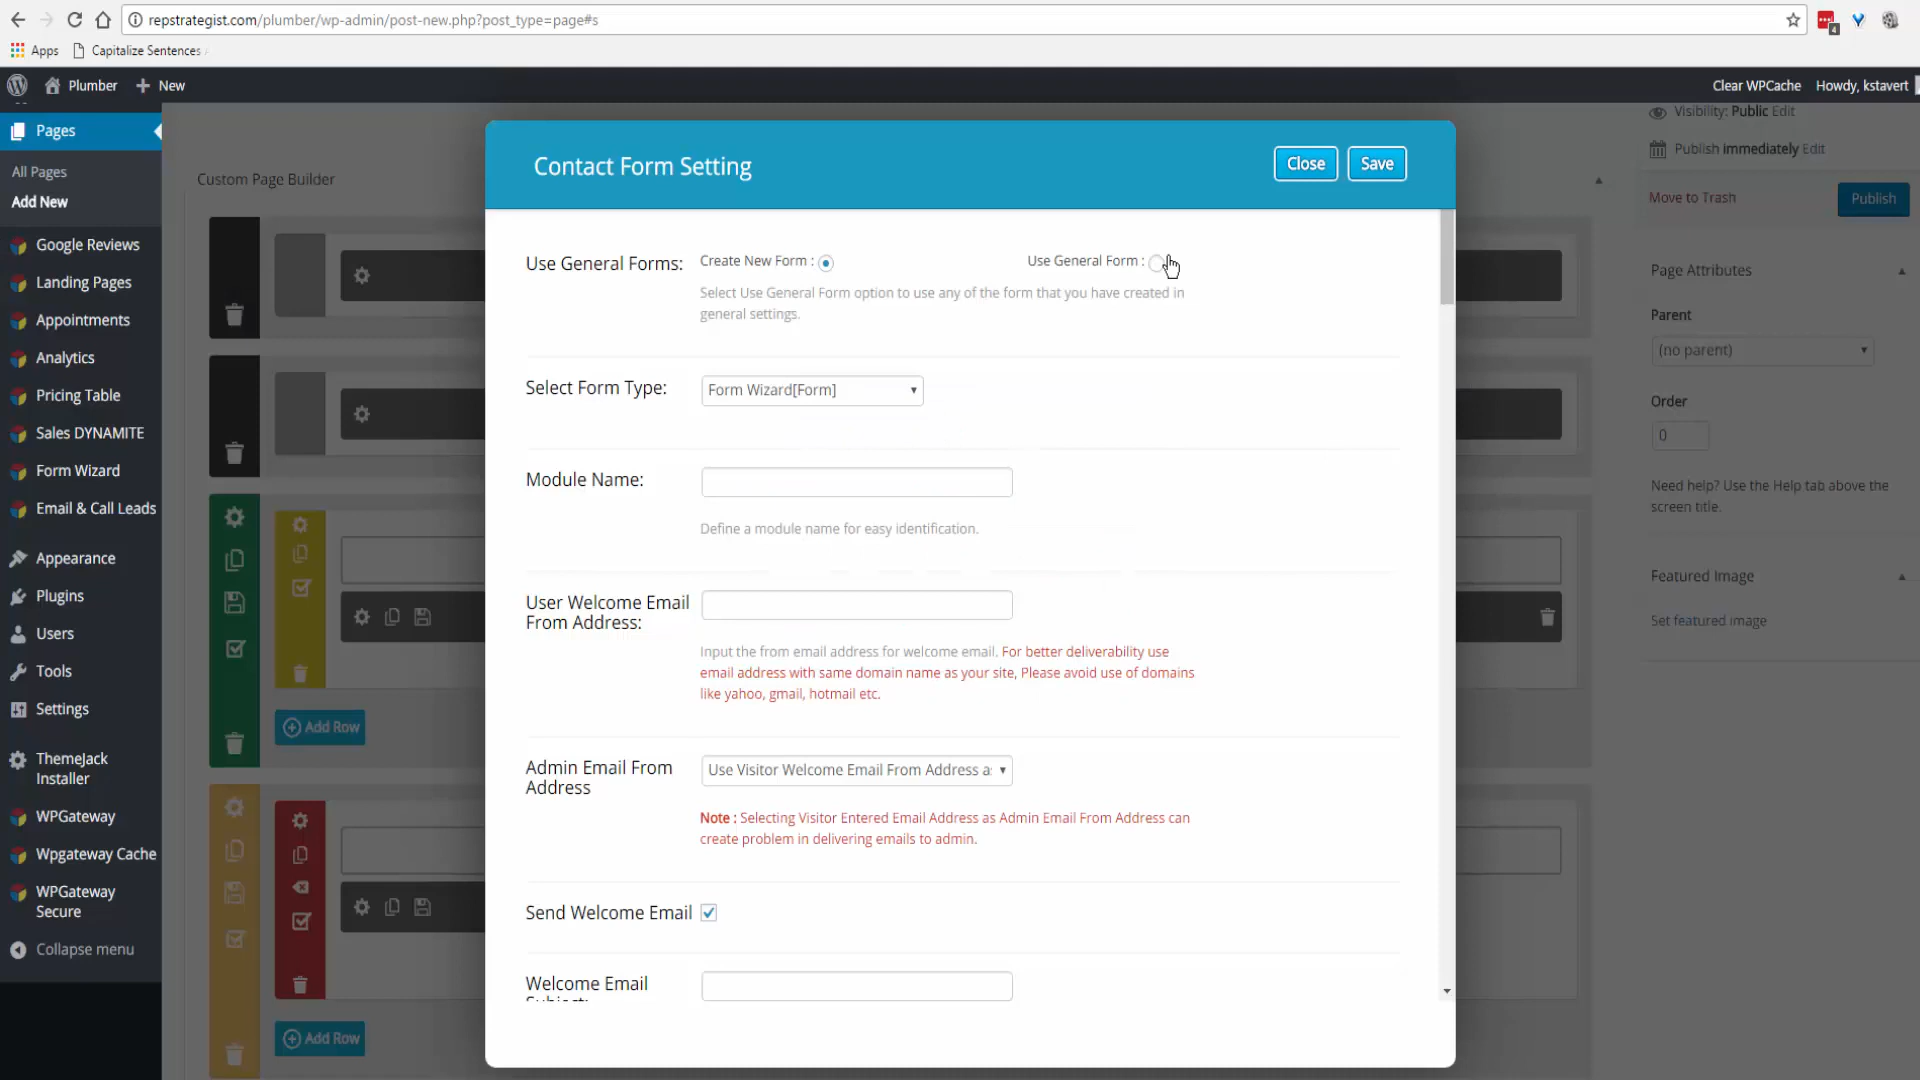 repstrategist.com/plumber/wp-admin/post-new.php?post_type=page#s
4
Apps Capitalize Sentences
Plumber New
Clear WPCache Howdy, kstavert
Pages
All Pages
Add New
Google Reviews
Landing Pages
Appointments
Analytics
Pricing Table
Sales DYNAMITE
Form Wizard
Email & Call Leads
Appearance
Plugins
Users
Tools
Settings
ThemeJack
Installer
WPGateway
Wpgateway Cache
WPGateway
Secure
Collapse menu
Custom Page Builder
Add Row
Add Row
Contact Form Setting
Close Save
Use General Forms: Create New Form : Use General Form :
Select Use General Form option to use any of the form that you have created in
general settings.
Select Form Type: Form Wizard[Form]
Module Name:
Define a module name for easy identification.
User Welcome Email
From Address:
Input the from email address for welcome email. For better deliverability use
email address with same domain name as your site, Please avoid use of domains
like yahoo, gmail, hotmail etc.
Admin Email From
Address
Use Visitor Welcome Email From Address a
Note : Selecting Visitor Entered Email Address as Admin Email From Address can
create problem in delivering emails to admin.
Send Welcome Email
Welcome Email
Subject:
Visibility: Public Edit
Publish immediately Edit
Move to Trash Publish
Page Attributes
Parent
(no parent)
Order
0
Need help? Use the Help tab above the
screen title.
Featured Image
Set featured image